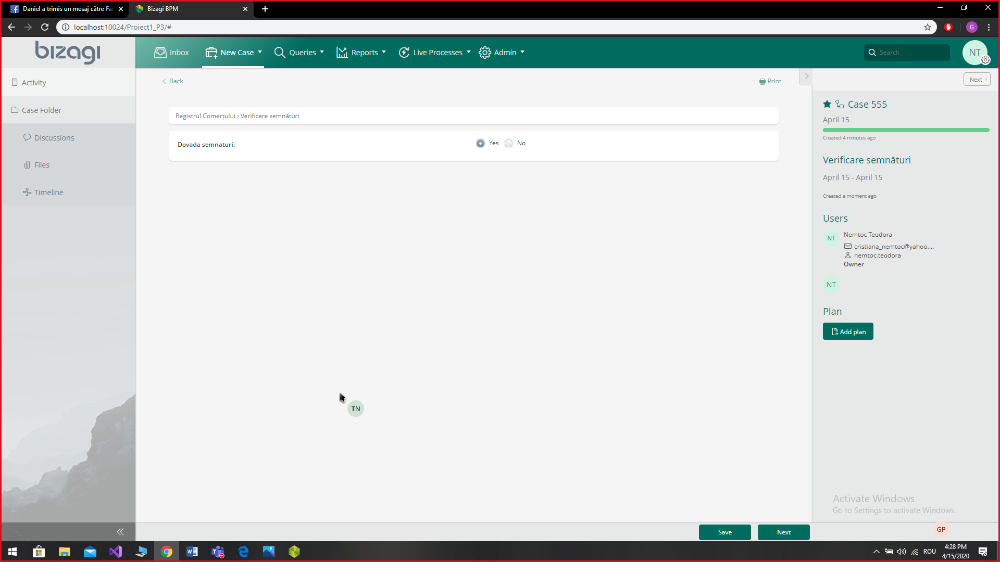 Daniel a trimis un mesaj către Far
Bizagi BPM
localhost:10024/Proiect1_P3/#
G
bizagi
Inbox
New Case
Queries
Reports
Live Processes
Admin
Search
NT
Activity
Case Folder
Discussions
Files
Timeline
Back
Print
Registrul Comerțului › Verificare semnături
Dovada semnaturi:
Yes
No
TN
Save
Next
Next
Case 555
April 15
Created 4 minutes ago
Verificare semnături
April 15 - April 15
Created a moment ago
Users
NT
Nemtoc Teodora
cristiana_nemtoc@yahoo....
nemtoc.teodora
Owner
NT
Plan
Add plan
Activate Windows
Go to Settings to activate Windows.
GP
ROU
4:28 PM
4/15/2020